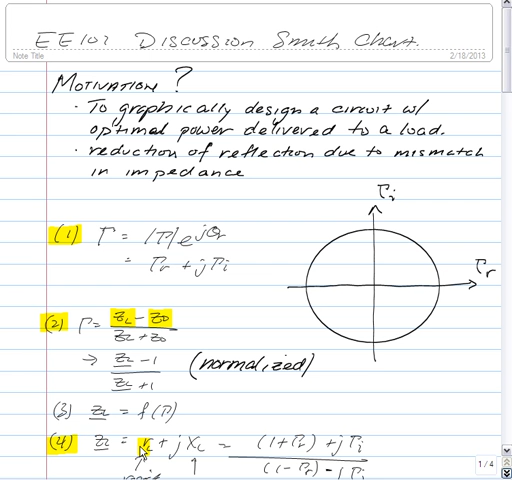 EE102 Discussion Smith Chart.
Note Title
2/18/2013
MOTIVATION?
· To graphically design a circuit w/
optimal power delivered to a load.
· reduction of reflection due to mismatch
in impedance
Γi
Γr
(1) Γ = |Γ|e^jθr
= Γr + jΓi
(2) Γ = ZL - Z0 / ZL + Z0
→ ZL - 1 / ZL + 1 (normalized)
(3) ZL = f(Γ)
(4) ZL = rL + j XL = (1+Γr) + jΓi / (1-Γr) - jΓi
1/4